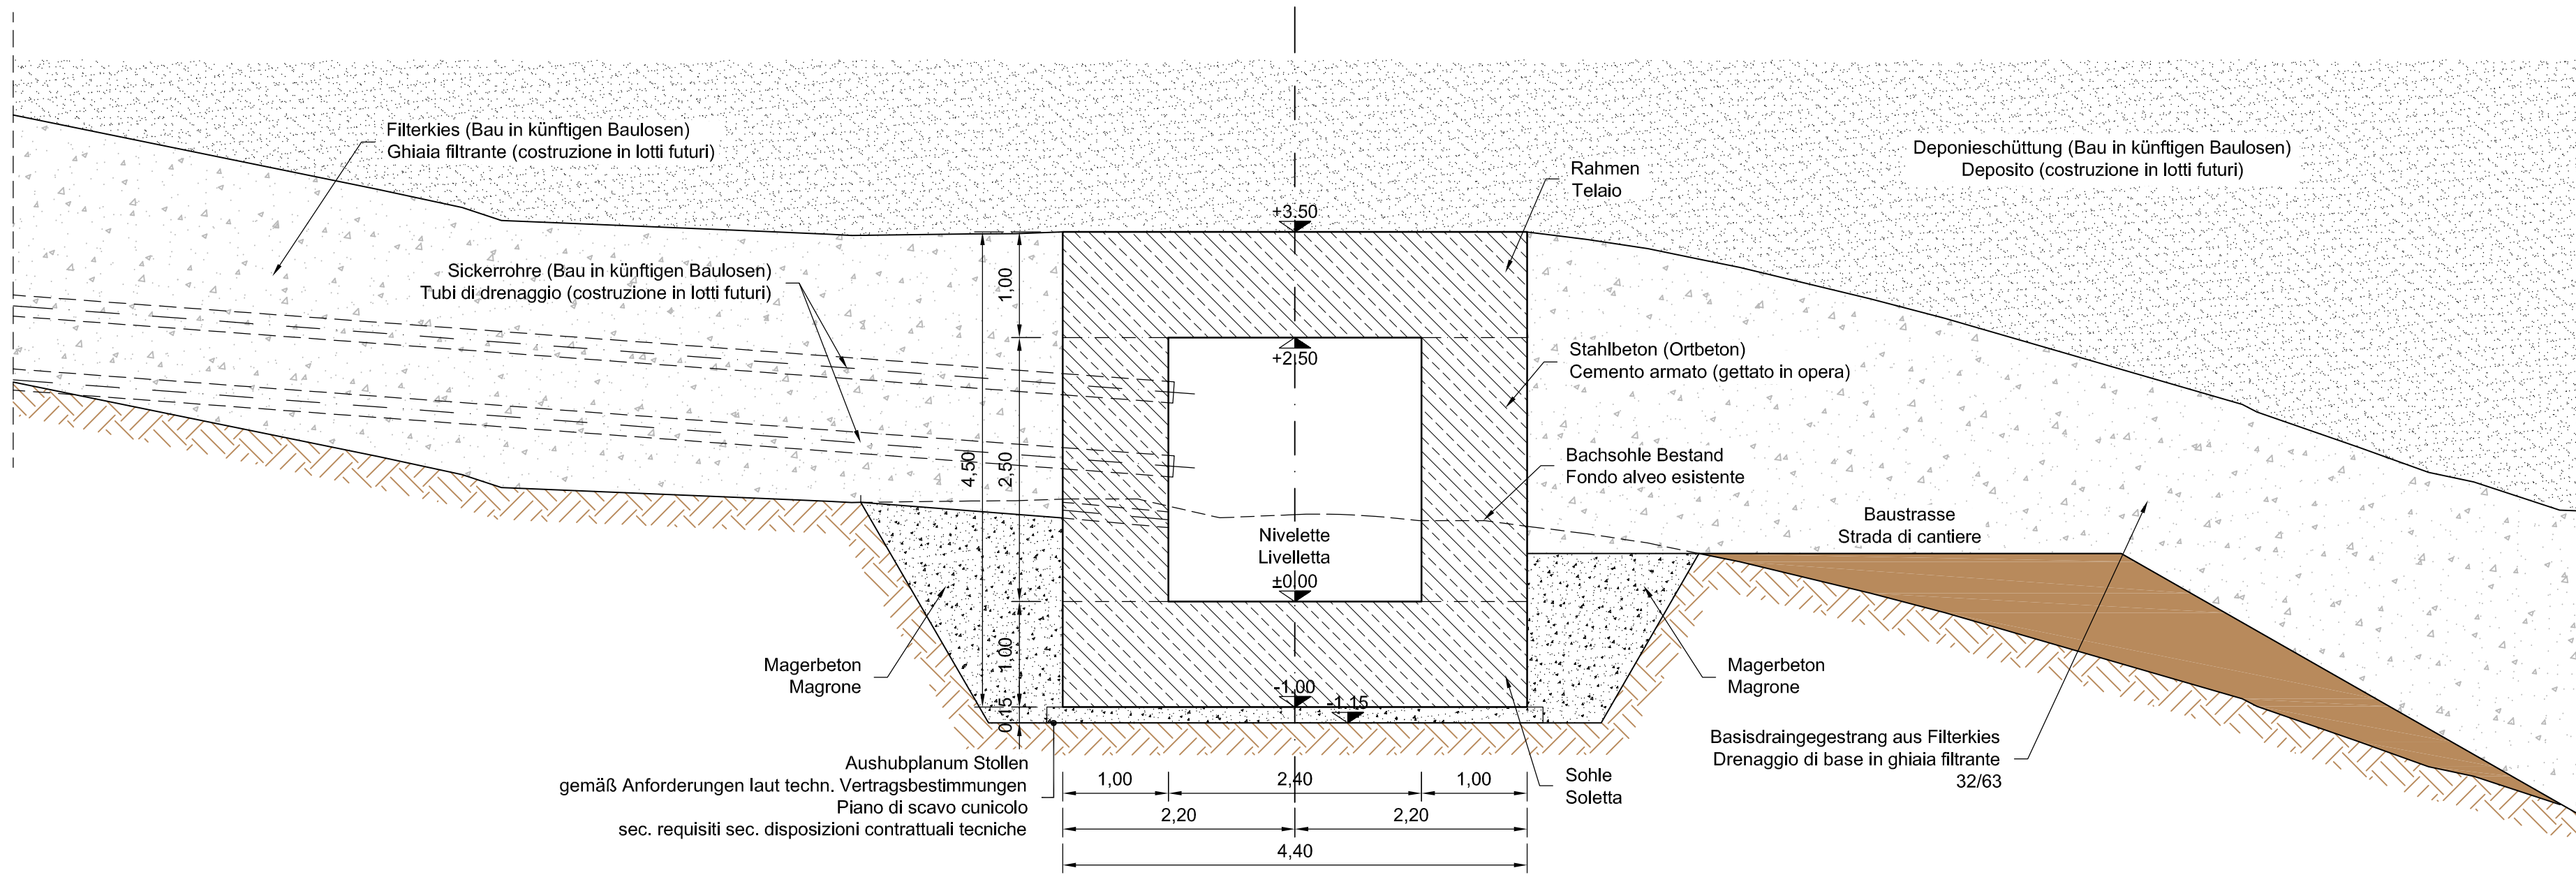 Filterkies (Bau in künftigen Baulosen)
Ghiaia filtrante (costruzione in lotti futuri)
Deponieschüttung (Bau in künftigen Baulosen)
Deposito (costruzione in lotti futuri)
Rahmen
Telaio
+3.50
Sickerrohre (Bau in künftigen Baulosen)
Tubi di drenaggio (costruzione in lotti futuri)
1,00
+2.50
Stahlbeton (Ortbeton)
Cemento armato (gettato in opera)
4,50
2,50
Bachsohle Bestand
Fondo alveo esistente
Nivelette
Livelletta
±0.00
Baustrasse
Strada di cantiere
Magerbeton
Magrone
1,00
-1.00
-1.15
0,15
Magerbeton
Magrone
Aushubplanum Stollen
gemäß Anforderungen laut techn. Vertragsbestimmungen
Piano di scavo cunicolo
sec. requisiti sec. disposizioni contrattuali tecniche
1,00
2,40
1,00
2,20
2,20
4,40
Sohle
Soletta
Basisdraingegestrang aus Filterkies
Drenaggio di base in ghiaia filtrante
32/63